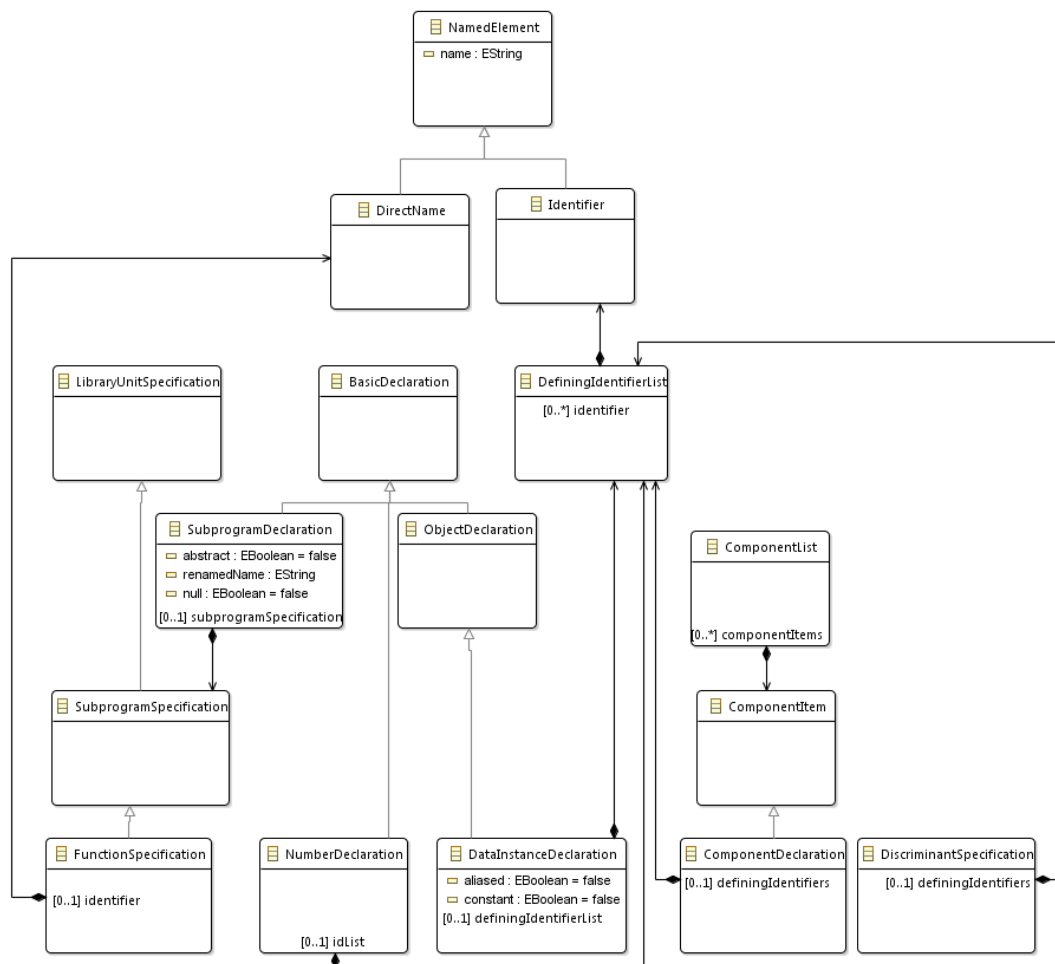 NamedElement
name : EString
DirectName
Identifier
LibraryUnitSpecification
BasicDeclaration
DefiningIdentifierList
[0..*] identifier
SubprogramDeclaration
abstract : EBoolean = false
renamedName : EString
null : EBoolean = false
[0..1] subprogramSpecification
ObjectDeclaration
ComponentList
[0..*] componentItems
SubprogramSpecification
ComponentItem
FunctionSpecification
[0..1] identifier
NumberDeclaration
[0..1] idList
DataInstanceDeclaration
aliased : EBoolean = false
constant : EBoolean = false
[0..1] definingIdentifierList
ComponentDeclaration
[0..1] definingIdentifiers
DiscriminantSpecification
[0..1] definingIdentifiers